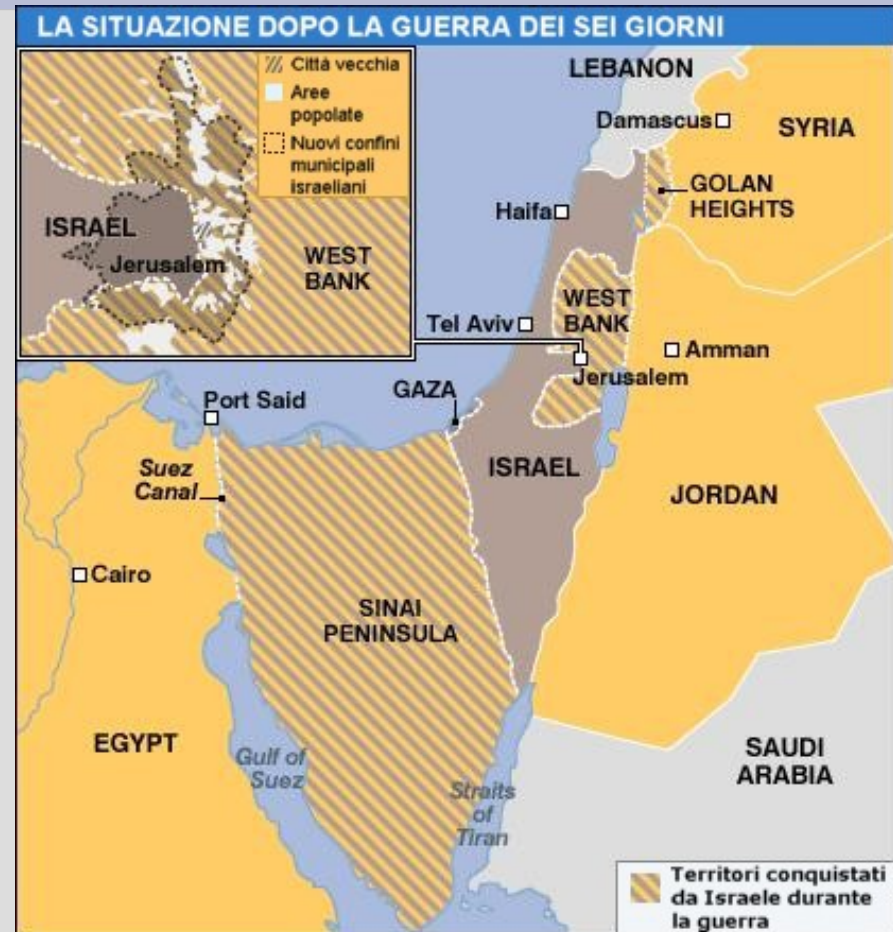 LA SITUAZIONE DOPO LA GUERRA DEI SEI GIORNI
Città vecchia
Aree
popolate
Nuovi confini
municipali
israeliani
ISRAEL
Jerusalem
WEST
BANK
LEBANON
Damascus
SYRIA
GOLAN
HEIGHTS
Haifa
WEST
BANK
Tel Aviv
Amman
Jerusalem
GAZA
Port Said
Suez
Canal
ISRAEL
JORDAN
Cairo
SINAI
PENINSULA
EGYPT
Gulf of
Suez
Straits
of
Tiran
SAUDI
ARABIA
Territori conquistati
da Israele durante
la guerra